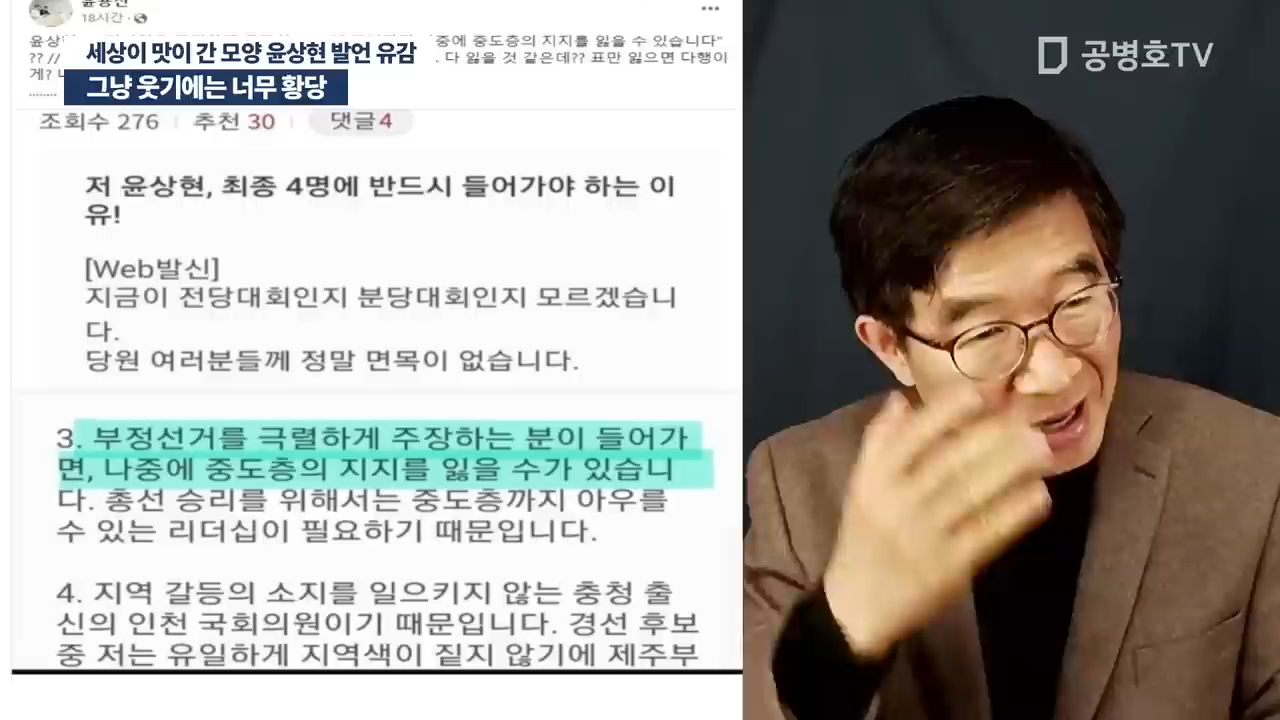 18시간 ·
윤상
중에 중도층의 지지를 잃을 수 있습니다"
?? //
. 다 잃을 것 같은데?? 표만 잃으면 다행이
게?
세상이 맛이 간 모양 윤상현 발언 유감
그냥 웃기에는 너무 황당
공병호TV
조회수 276 추천 30 댓글 4
저 윤상현, 최종 4명에 반드시 들어가야 하는 이
유!
[Web발신]
지금이 전당대회인지 분당대회인지 모르겠습니
다.
당원 여러분들께 정말 면목이 없습니다.
3. 부정선거를 극렬하게 주장하는 분이 들어가
면, 나중에 중도층의 지지를 잃을 수가 있습니
다. 총선 승리를 위해서는 중도층까지 아우를
수 있는 리더십이 필요하기 때문입니다.
4. 지역 갈등의 소지를 일으키지 않는 충청 출
신의 인천 국회의원이기 때문입니다. 경선 후보
중 저는 유일하게 지역색이 짙지 않기에 제주부